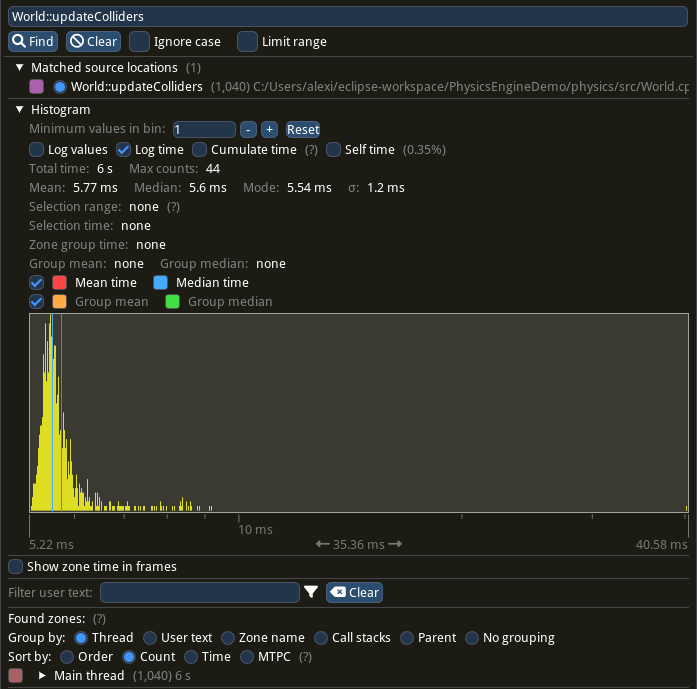 World::updateColliders
Find Clear Ignore case Limit range
Matched source locations (1)
World::updateColliders (1,040) C:/Users/alexi/eclipse-workspace/PhysicsEngineDemo/physics/src/World.cp
Histogram
Minimum values in bin: 1 - + Reset
Log values Log time Cumulate time (?) Self time (0.35%)
Total time: 6 s Max counts: 44
Mean: 5.77 ms Median: 5.6 ms Mode: 5.54 ms σ: 1.2 ms
Selection range: none (?)
Selection time: none
Zone group time: none
Group mean: none Group median: none
Mean time Median time
Group mean Group median
10 ms
5.22 ms 35.36 ms 40.58 ms
Show zone time in frames
Filter user text: Clear
Found zones: (?)
Group by: Thread User text Zone name Call stacks Parent No grouping
Sort by: Order Count Time MTPC (?)
Main thread (1,040) 6 s